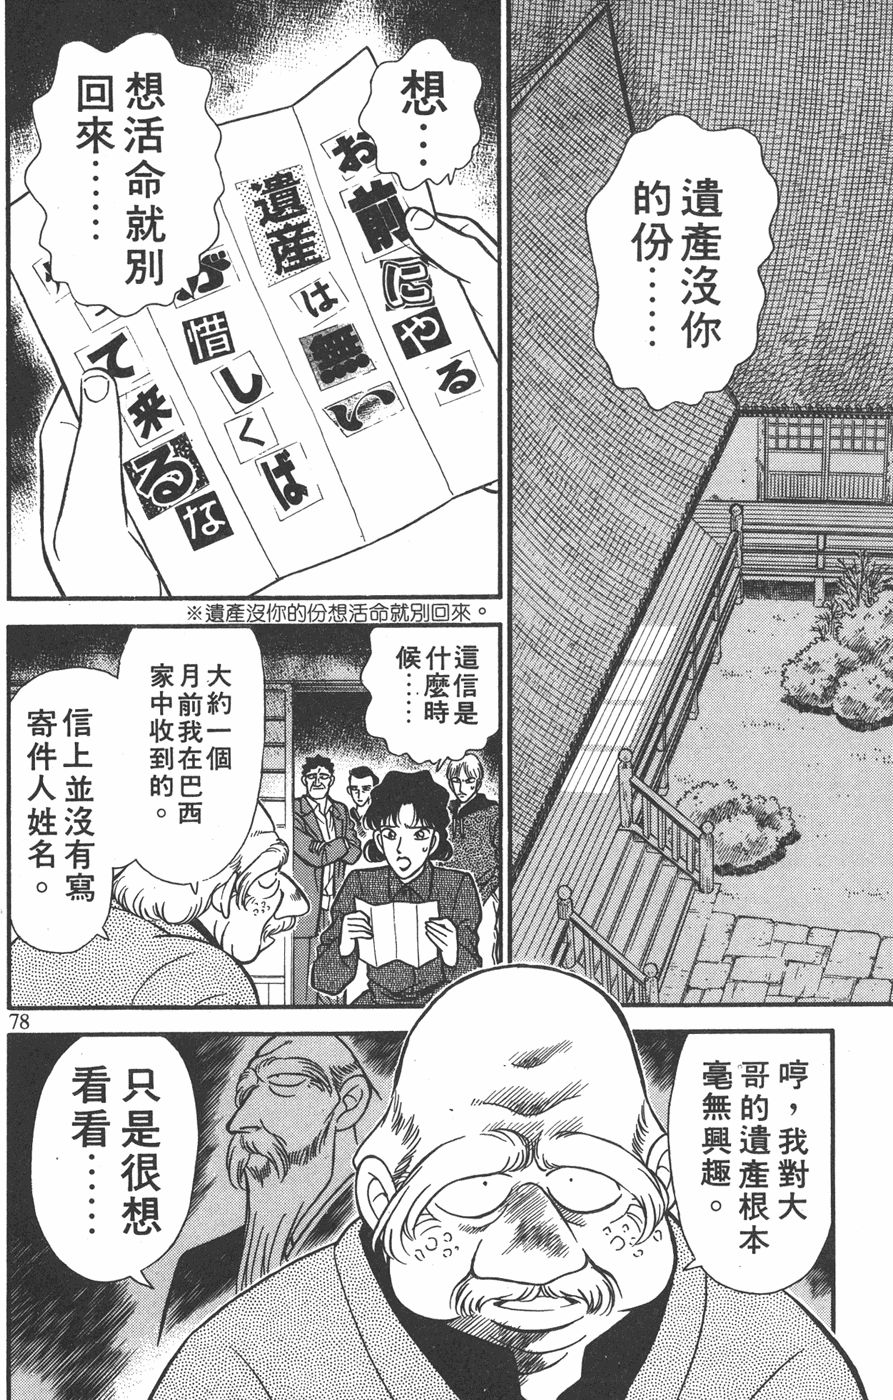 遺產沒你
的份……
想…
想活命就別
回來……
お前にやる
遺産は無い
が惜しくば
て来るな
※遺產沒你的份想活命就別回來。
這信是
什麼時
候……
大約一個
月前我在巴西
家中收到的。
信上並沒有寫
寄件人姓名。
哼，我對大
哥的遺產根本
毫無興趣。
只是很想
看看……
78